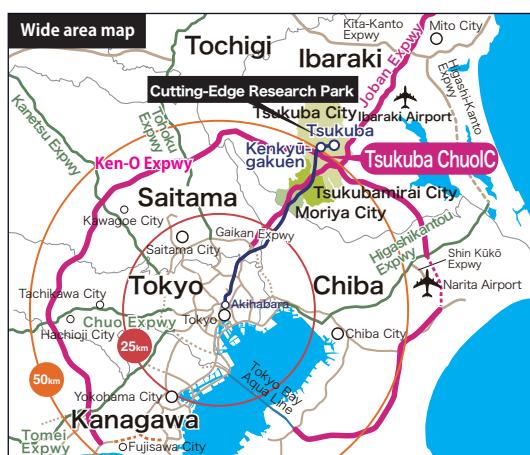 Wide area map
Tochigi
Kita-Kanto
Expwy
Mito City
Ibaraki
Joban Expwy
Higashi-Kanto
Expwy
Kanetsu Expwy
Tohoku
Expwy
Cutting-Edge Research Park
Tsukuba City
Ibaraki Airport
Tsukuba
Kenkyū-
gakuen
Tsukuba ChuoIC
Ken-O Expwy
Saitama
Tsukubamirai City
Moriya City
Kawagoe City
Saitama City
Gaikan Expwy
Higashikantou
Expwy
Shin Kūkō
Expwy
Tokyo
Chiba
Narita Airport
Tachikawa City
Akihabara
Tokyo
Chuo Expwy
Hachioji City
25km
Chiba City
50km
Tokyo Bay
Aqua Line
Yokohama City
Kanagawa
Tomei
Expwy
Fujisawa City